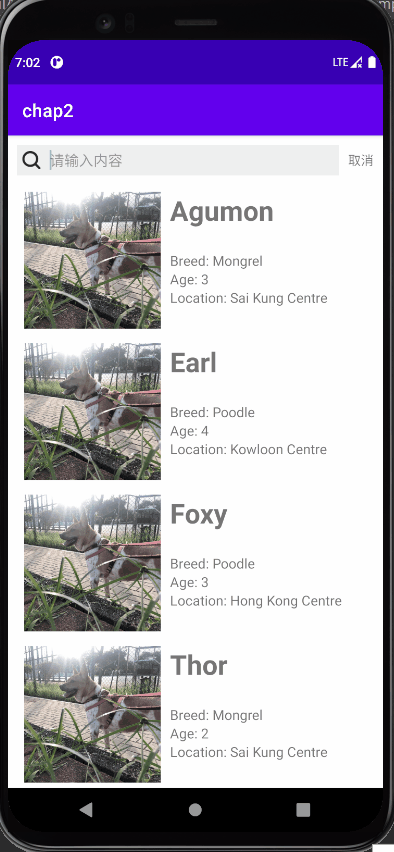 7:02
LTE
chap2
请输入内容
取消
Agumon
Breed: Mongrel
Age: 3
Location: Sai Kung Centre
Earl
Breed: Poodle
Age: 4
Location: Kowloon Centre
Foxy
Breed: Poodle
Age: 3
Location: Hong Kong Centre
Thor
Breed: Mongrel
Age: 2
Location: Sai Kung Centre